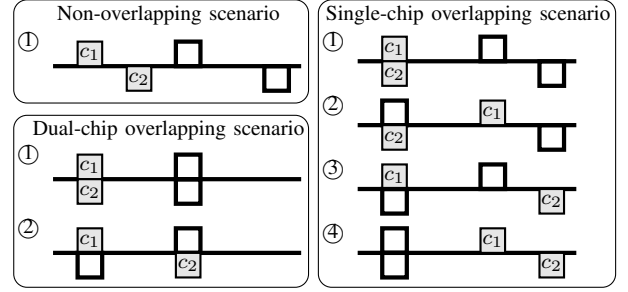 Non-overlapping scenario
① c₁
c₂
Dual-chip overlapping scenario
① c₁
c₂
② c₁
c₂
Single-chip overlapping scenario
① c₁
c₂
② c₁
c₂
③ c₁
c₂
④ c₁
c₂